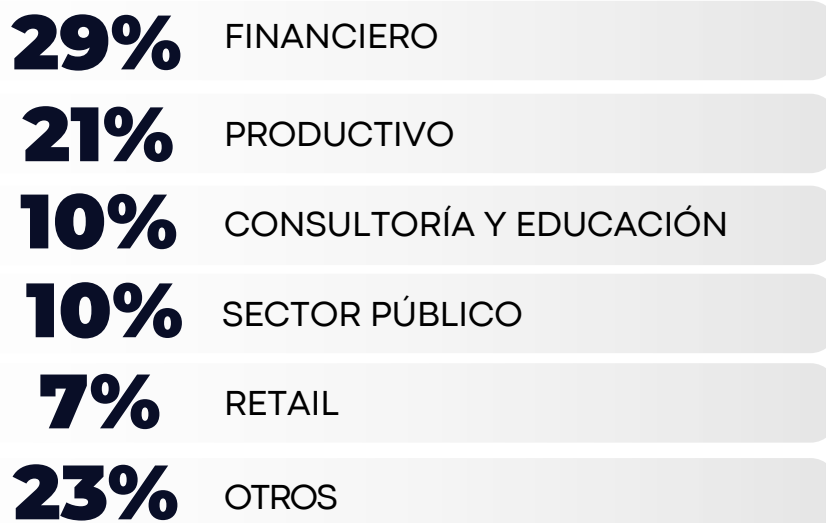 29% FINANCIERO
21% PRODUCTIVO
10% CONSULTORÍA Y EDUCACIÓN
10% SECTOR PÚBLICO
7% RETAIL
23% OTROS